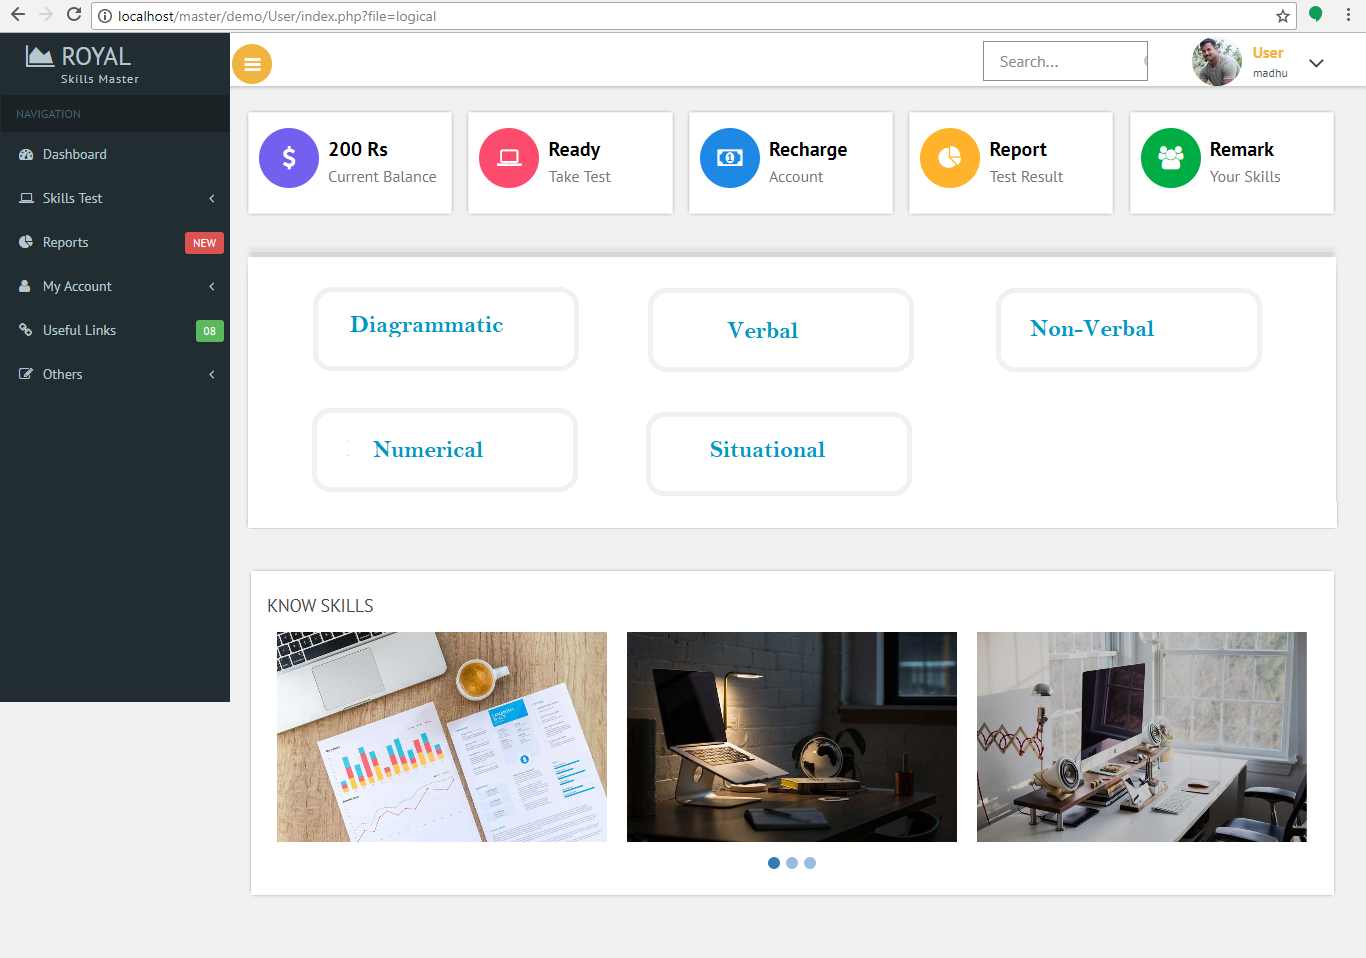 localhost/master/demo/User/index.php?file=logical
ROYAL
Skills Master
Search...
User
madhu
NAVIGATION
Dashboard
Skills Test
Reports NEW
My Account
Useful Links 08
Others
200 Rs
Current Balance
Ready
Take Test
Recharge
Account
Report
Test Result
Remark
Your Skills
Diagrammatic
Verbal
Non-Verbal
Numerical
Situational
KNOW SKILLS